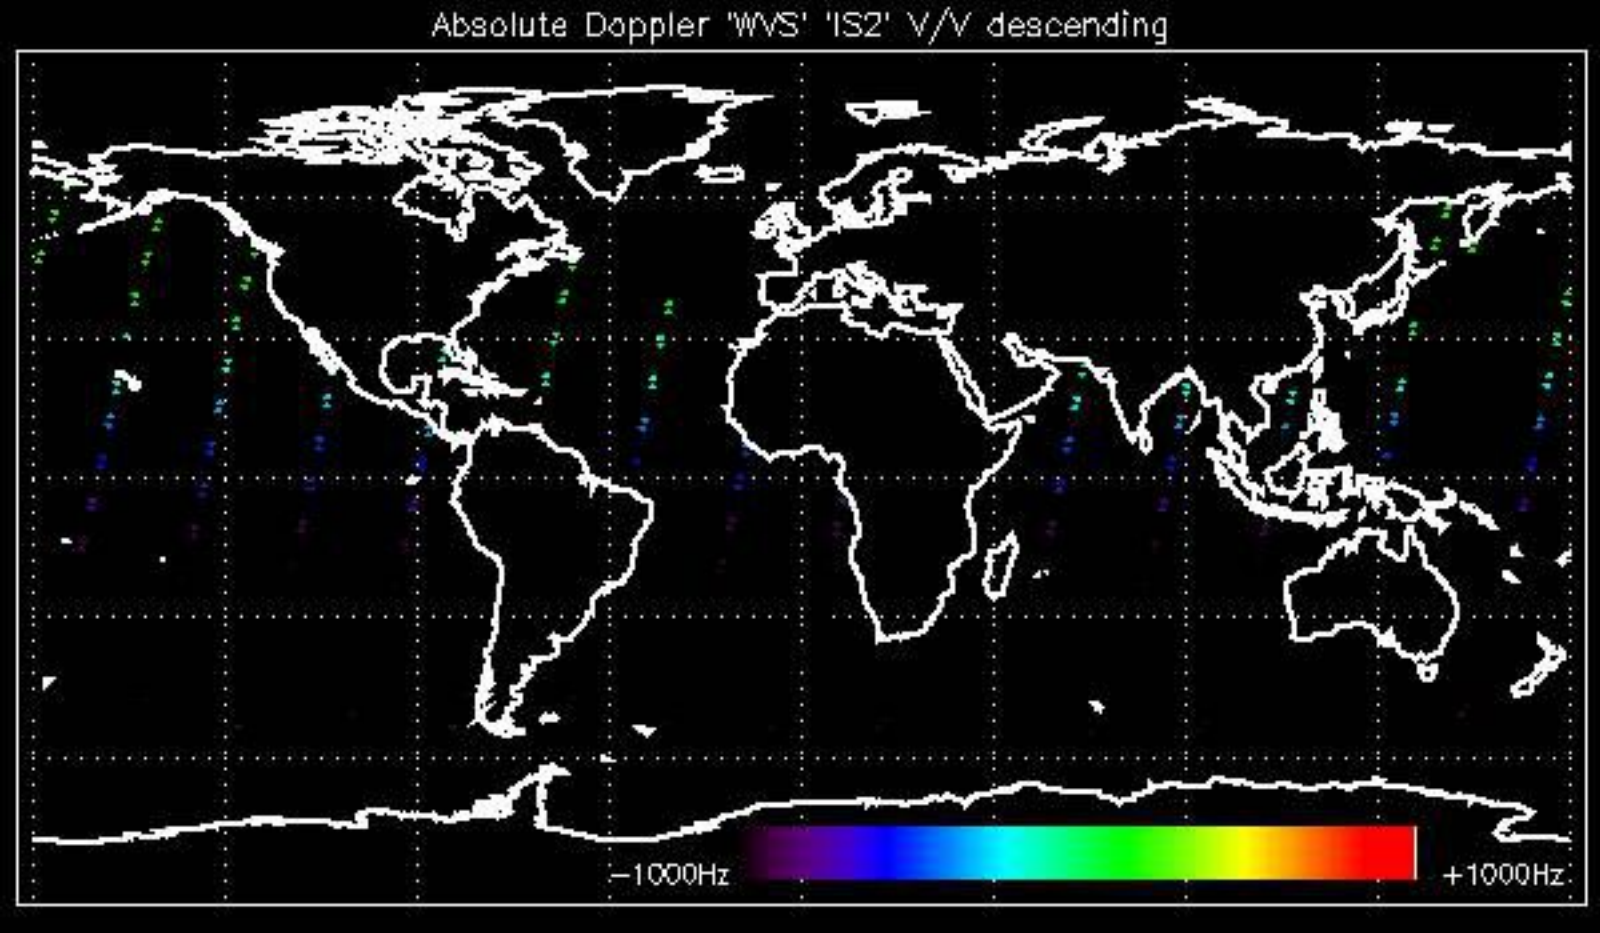 Absolute Doppler 'WVS' 'IS2' V/V descending
−1000Hz +1000Hz